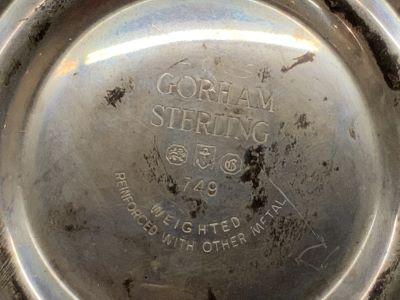 GORHAM
STERLING
G
749
WEIGHTED
REINFORCED WITH OTHER METAL